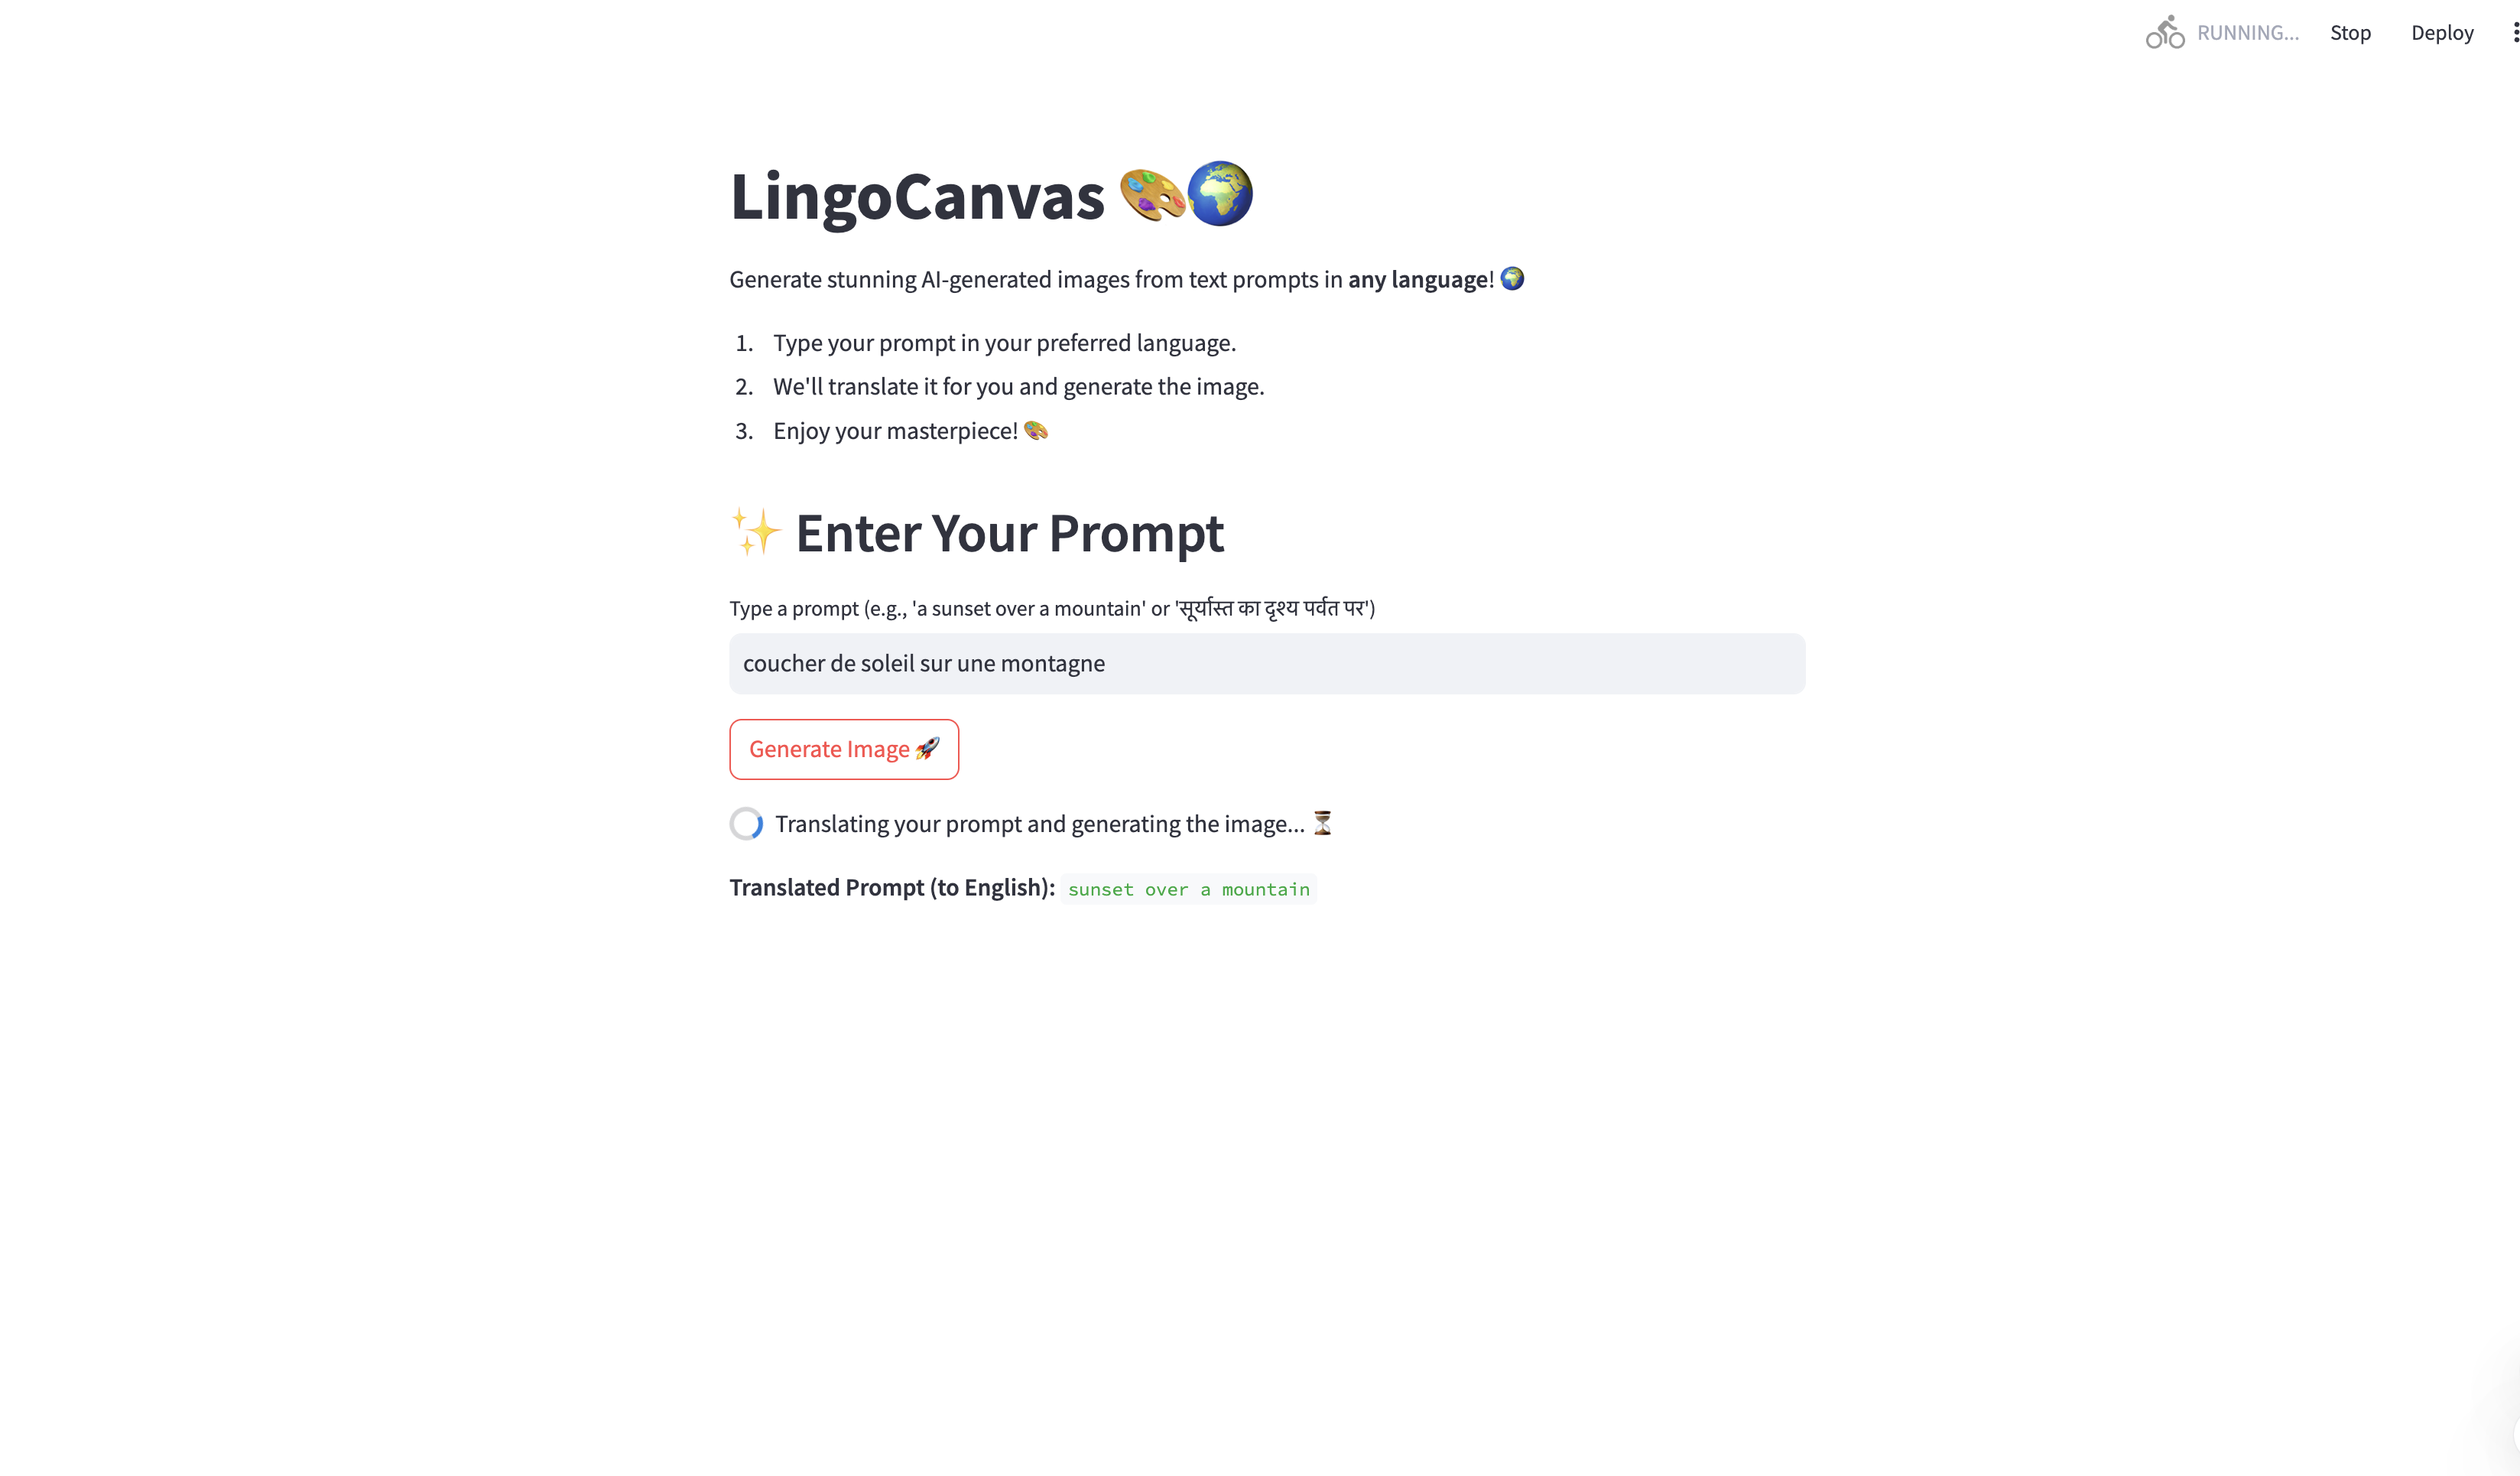 RUNNING... Stop Deploy
LingoCanvas 🎨🌍
Generate stunning AI-generated images from text prompts in any language! 🌍
1. Type your prompt in your preferred language.
2. We'll translate it for you and generate the image.
3. Enjoy your masterpiece! 🎨
✨ Enter Your Prompt
Type a prompt (e.g., 'a sunset over a mountain' or 'सूर्यास्त का दृश्य पर्वत पर')
coucher de soleil sur une montagne
Generate Image 🚀
Translating your prompt and generating the image... ⏳
Translated Prompt (to English): sunset over a mountain